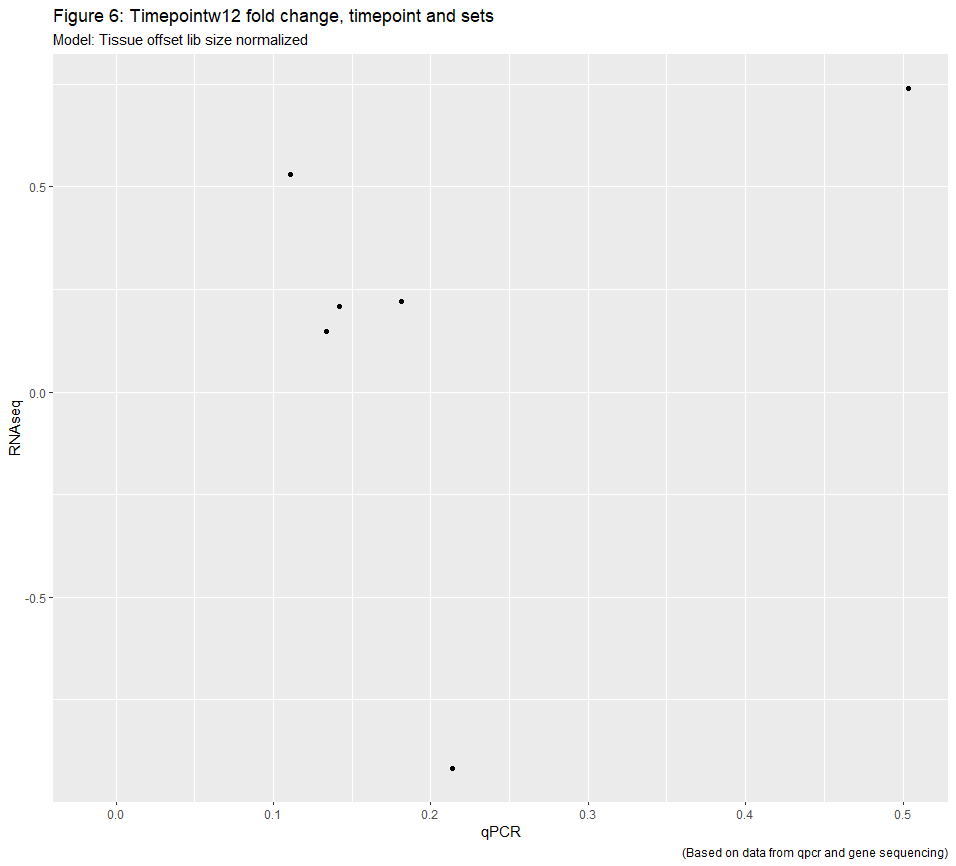 Figure 6: Timepointw12 fold change, timepoint and sets
Model: Tissue offset lib size normalized
0.5
0.0
-0.5
RNAseq
0.0 0.1 0.2 0.3 0.4 0.5
qPCR
(Based on data from qpcr and gene sequencing)